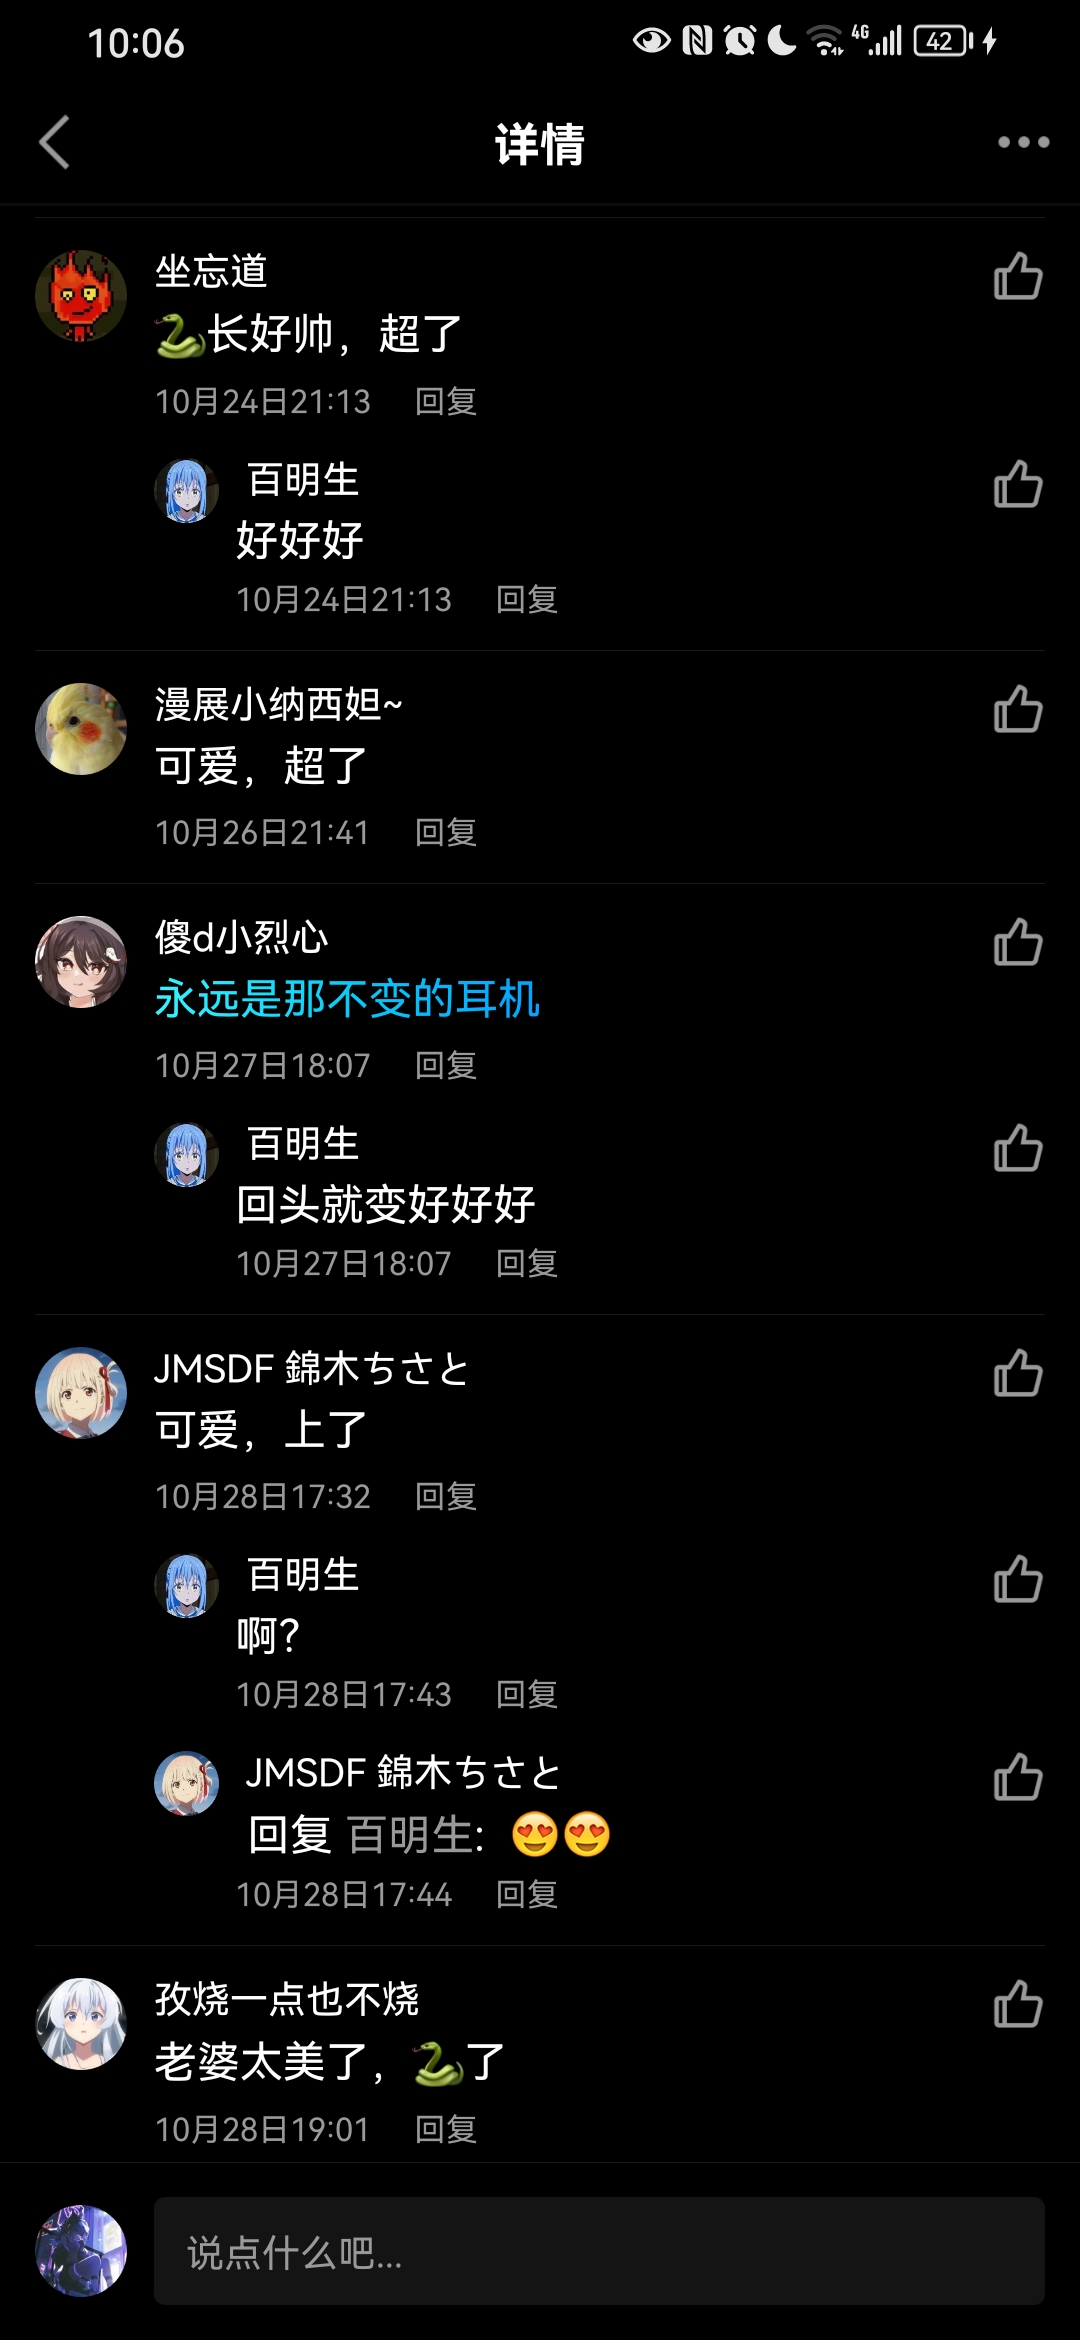 10:06
4G
42
详情
坐忘道
🐍长好帅，超了
10月24日21:13 回复
百明生
好好好
10月24日21:13 回复
漫展小纳西妲~
可爱，超了
10月26日21:41 回复
傻d小烈心
永远是那不变的耳机
10月27日18:07 回复
百明生
回头就变好好好
10月27日18:07 回复
JMSDF 錦木ちさと
可爱，上了
10月28日17:32 回复
百明生
啊？
10月28日17:43 回复
JMSDF 錦木ちさと
回复 百明生：😍😍
10月28日17:44 回复
孜烧一点也不烧
老婆太美了，🐍了
10月28日19:01 回复
说点什么吧...